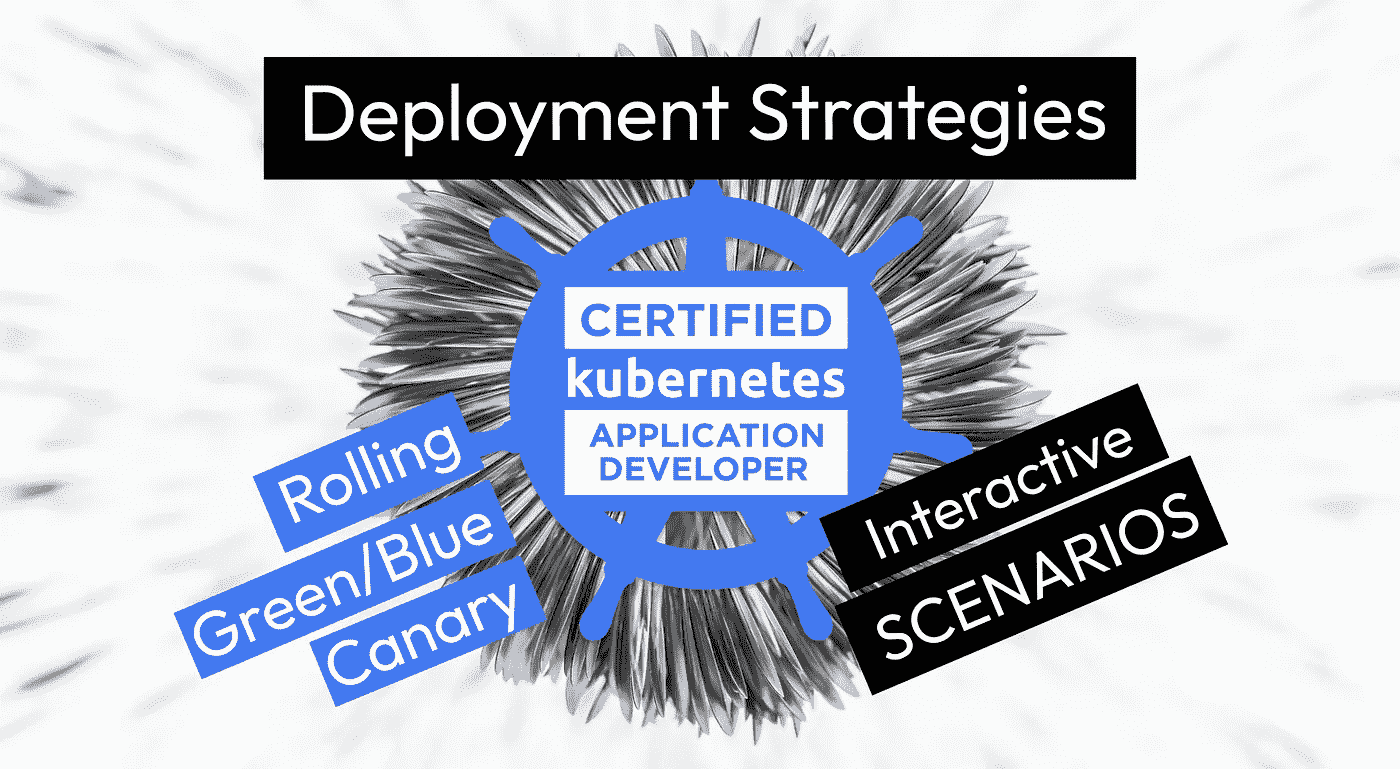 Deployment Strategies
CERTIFIED
kubernetes
APPLICATION
DEVELOPER
Rolling
Green/Blue
Canary
Interactive
SCENARIOS